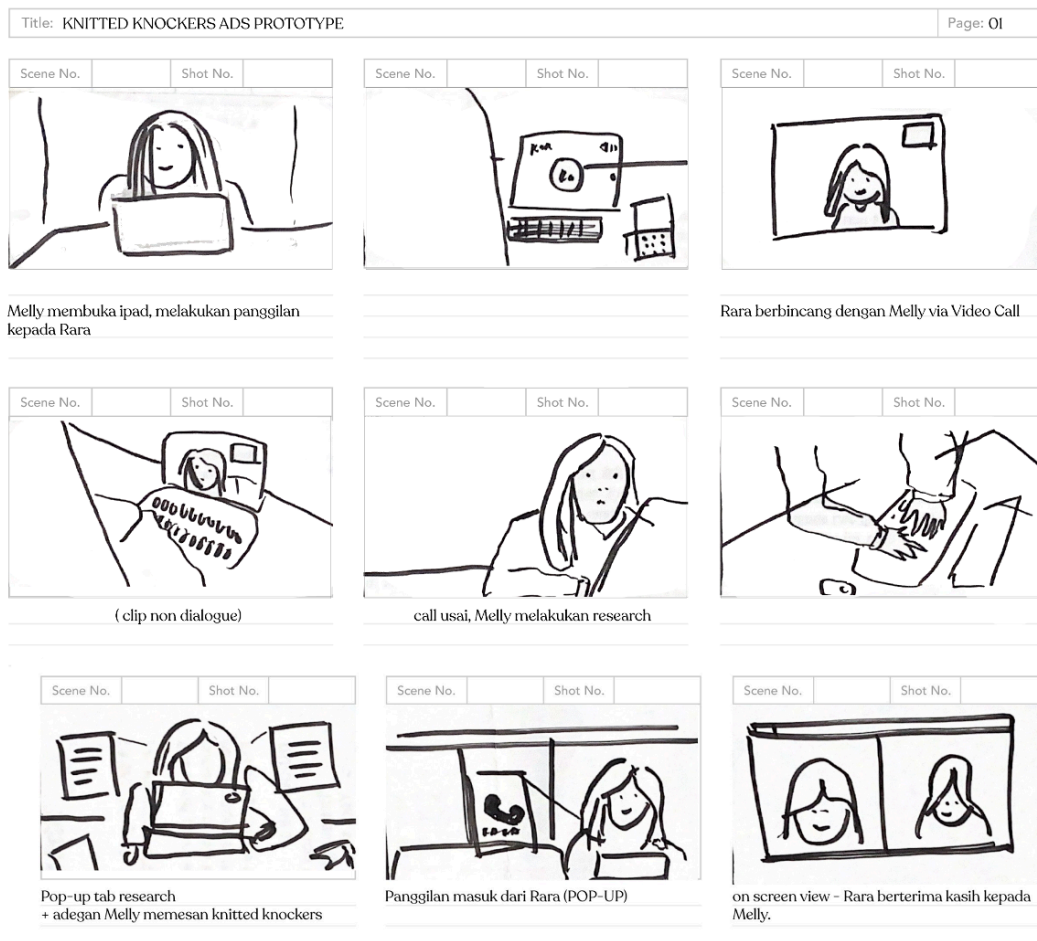 Title: KNITTED KNOCKERS ADS PROTOTYPE
Page: 01
Scene No. Shot No.
Scene No. Shot No.
Scene No. Shot No.
Melly membuka ipad, melakukan panggilan
kepada Rara
Rara berbincang dengan Melly via Video Call
Scene No. Shot No.
Scene No. Shot No.
Scene No. Shot No.
( clip non dialogue)
call usai, Melly melakukan research
Scene No. Shot No.
Scene No. Shot No.
Scene No. Shot No.
Pop-up tab research
+ adegan Melly memesan knitted knockers
Panggilan masuk dari Rara (POP-UP)
on screen view - Rara berterima kasih kepada
Melly.